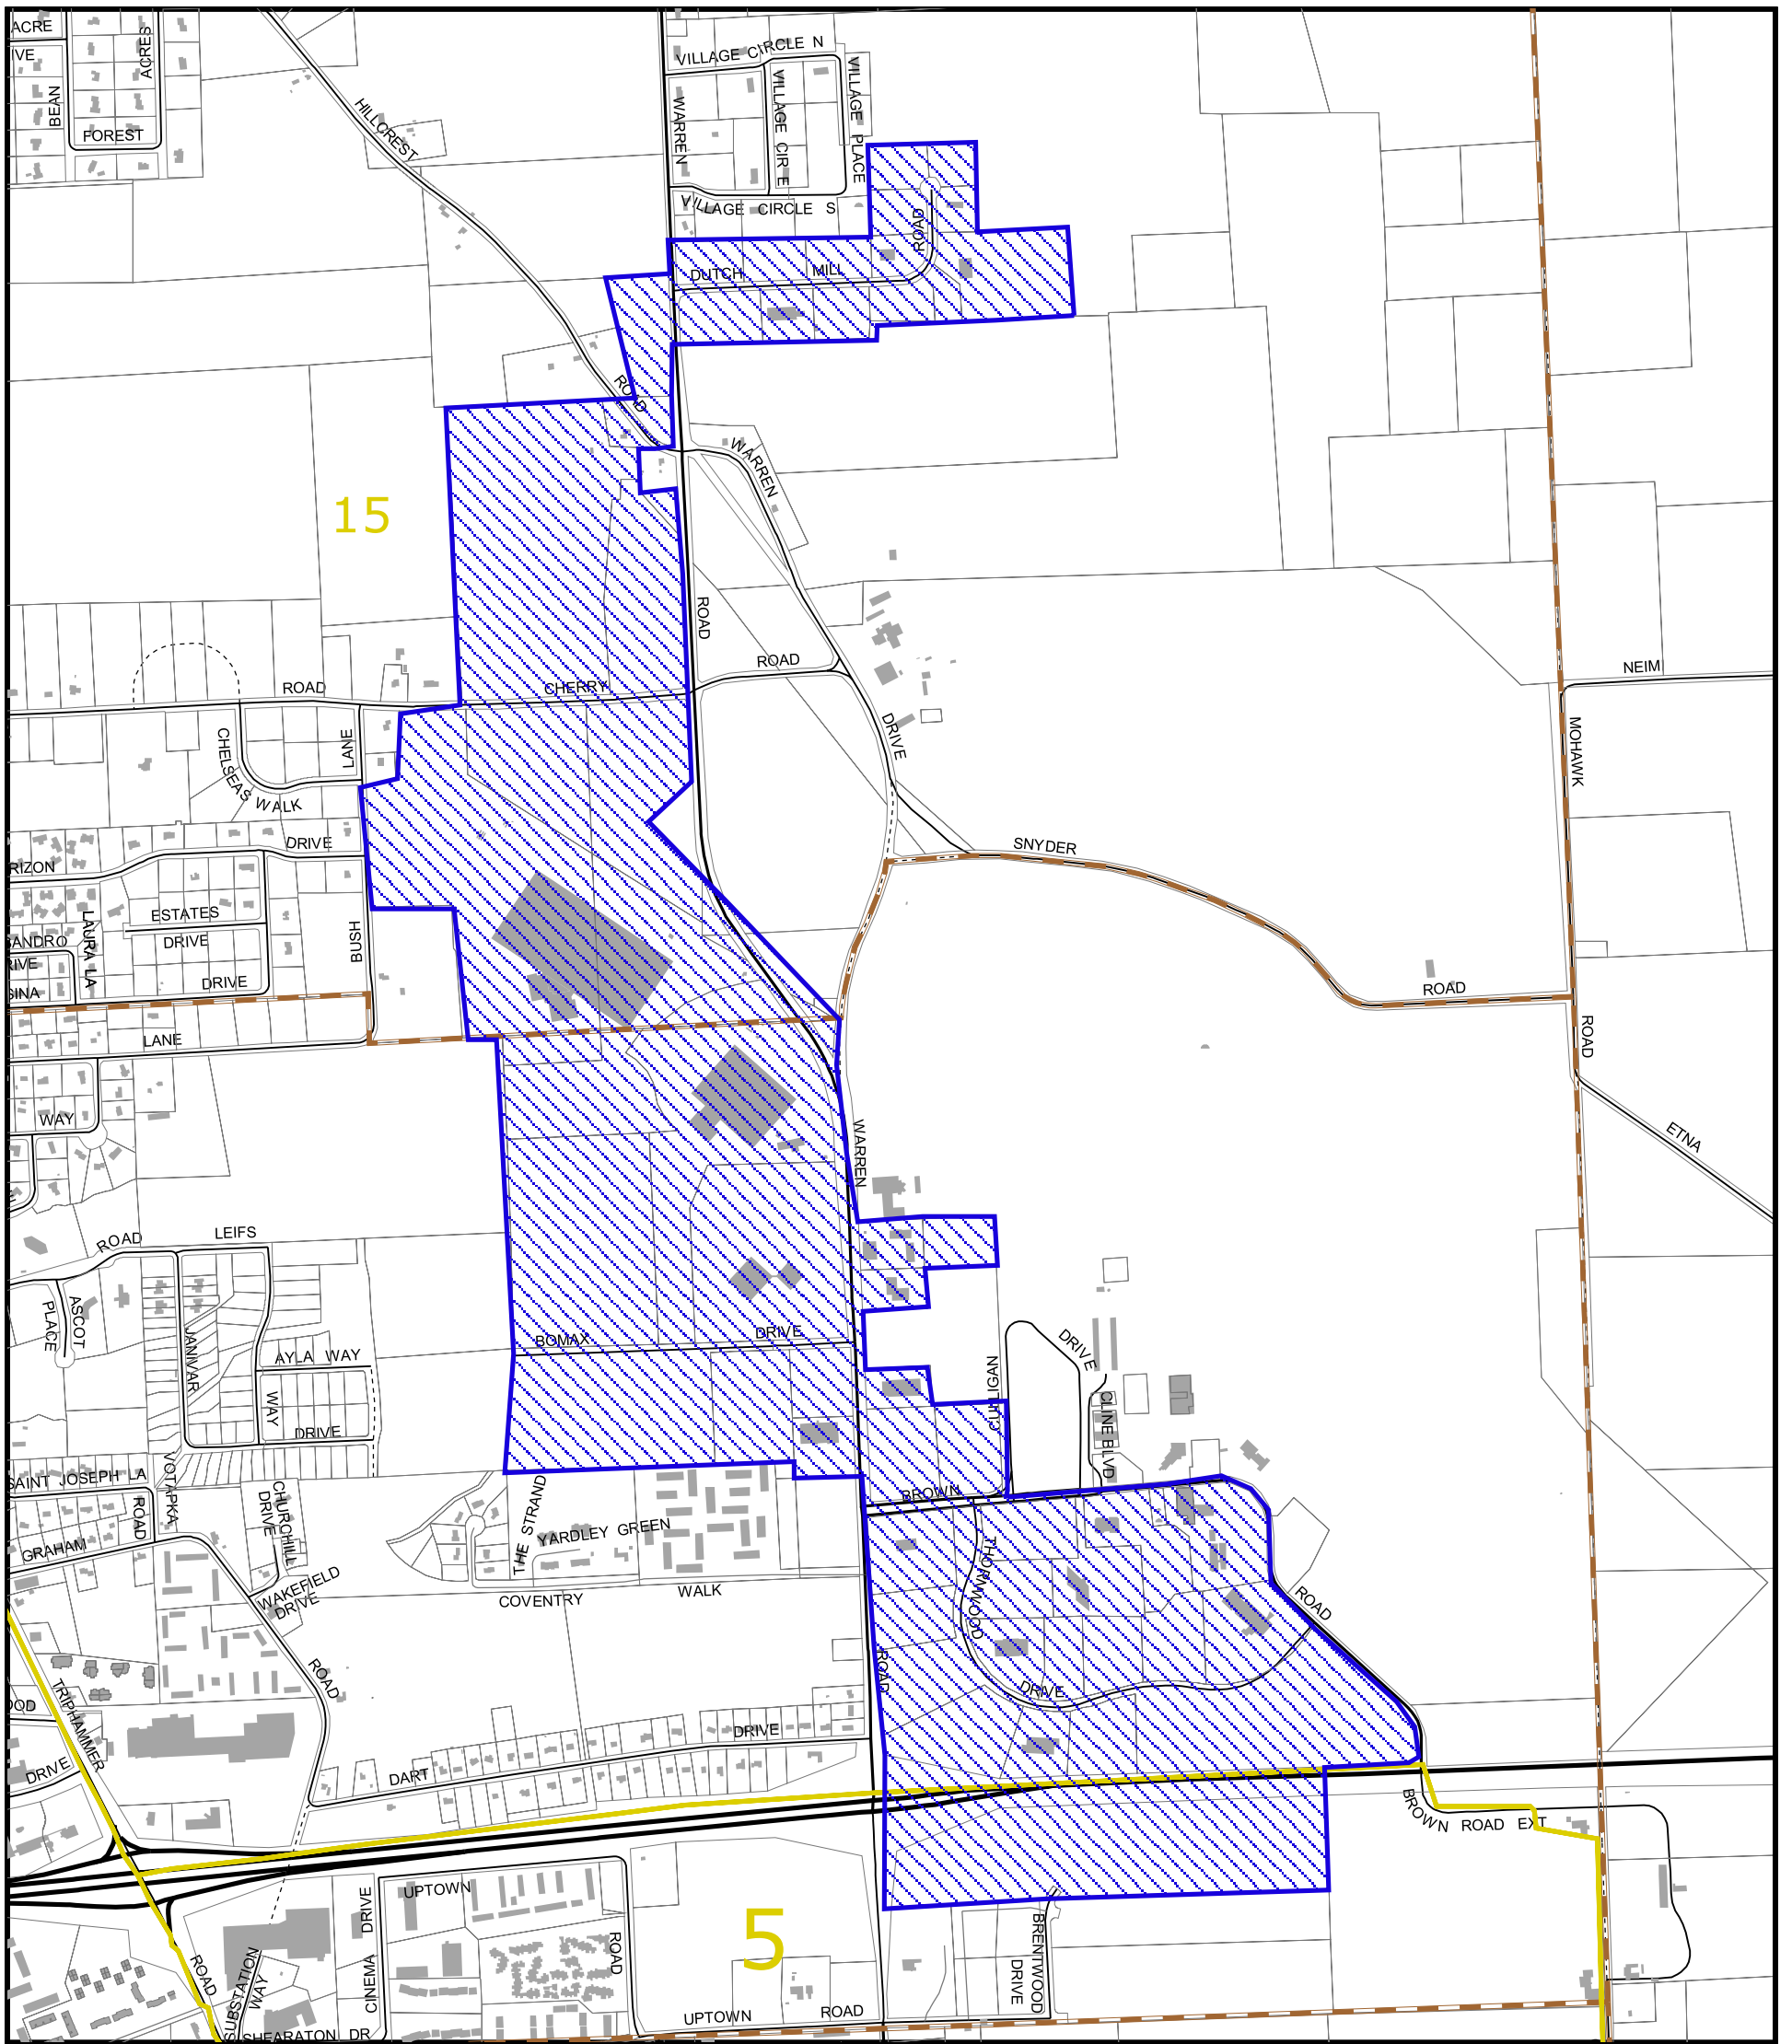 ACRE
IVE
BEAN
ACRES
FOREST
HILLCREST
WARREN
VILLAGE CIRCLE N
VILLAGE CIR E
VILLAGE PLACE
VILLAGE CIRCLE S
ROAD
DUTCH MILL
ROAD
WARREN
15
ROAD
ROAD
NEIM
ROAD
CHERRY
MOHAWK
DRIVE
LANE
CHELSEAS WALK
DRIVE
SNYDER
RIZON
ESTATES
LAURA LA
ANDRO
DRIVE
BUSH
RIVE
DRIVE
SINA
ROAD
ROAD
LANE
WAY
ETNA
WARREN
LEIFS
ROAD
ASCOT
PLACE
JANIVAR
BOMAX DRIVE
DRIVE
AYLA WAY
CULLIGAN
WAY
CLINE BLVD
DRIVE
VOTAPKA
SAINT JOSEPH LA
ROAD
CHURCHILL
DRIVE
THE STRAND
BROWN
YARDLEY GREEN
GRAHAM
THORNWOOD
WAKEFIELD
DRIVE
COVENTRY WALK
ROAD
ROAD
ROAD
DRIVE
TRIPHAMMER
OOD
DRIVE
DART DRIVE
BROWN ROAD EXT
UPTOWN
CINEMA DRIVE
5
ROAD
BRENTWOOD
DRIVE
ROAD
SUBSTATION
WAY
UPTOWN ROAD
SHEARATON DR